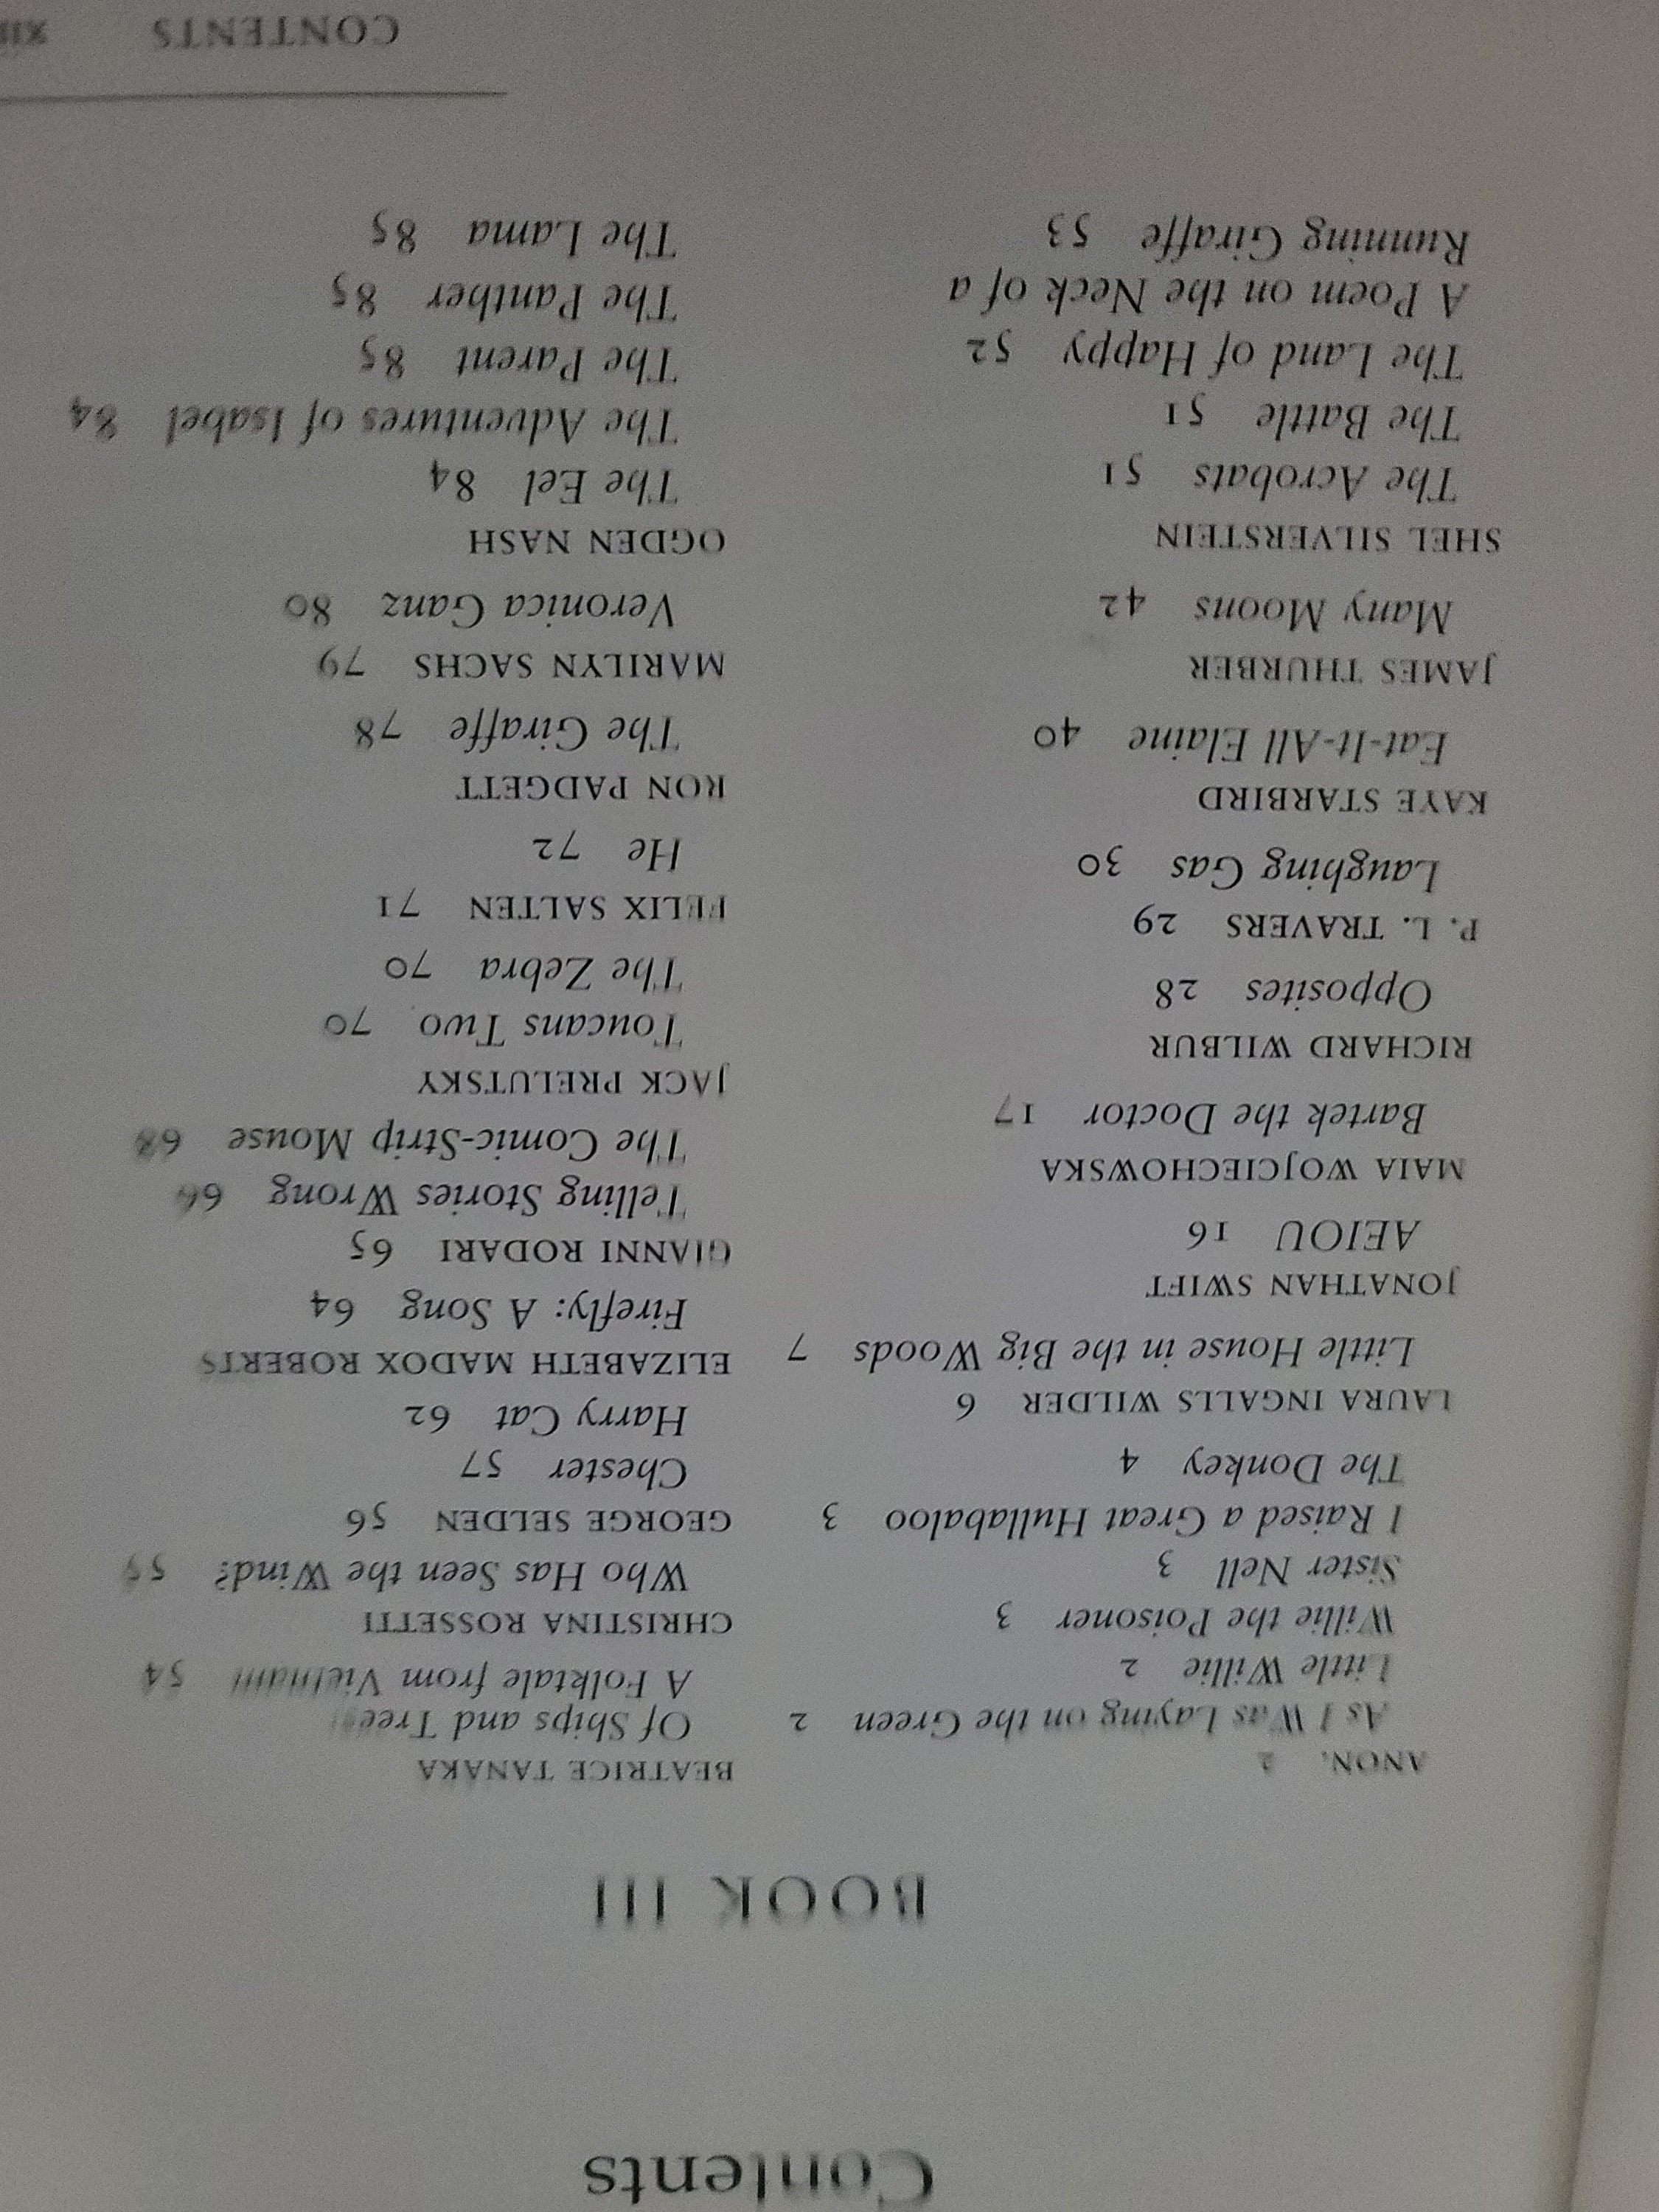 Contents
BOOK III
ANON. 2
As I Was Laying on the Green 2
Little Willie 2
Willie the Poisoner 3
Sister Nell 3
I Raised a Great Hullabaloo 3
The Donkey 4
LAURA INGALLS WILDER 6
Little House in the Big Woods 7
JONATHAN SWIFT
AEIOU 16
MAIA WOJCIECHOWSKA
Bartek the Doctor 17
RICHARD WILBUR
Opposites 28
P. L. TRAVERS 29
Laughing Gas 30
KAYE STARBIRD
Eat-It-All Elaine 40
JAMES THURBER
Many Moons 42
SHEL SILVERSTEIN
The Acrobats 51
The Battle 51
The Land of Happy 52
A Poem on the Neck of a
Running Giraffe 53
BEATRICE TANAKA
Of Ships and Trees:
A Folktale from Vietnam 54
CHRISTINA ROSSETTI
Who Has Seen the Wind? 55
GEORGE SELDEN 56
Chester 57
Harry Cat 62
ELIZABETH MADOX ROBERTS
Firefly: A Song 64
GIANNI RODARI 65
Telling Stories Wrong 66
The Comic-Strip Mouse 68
JACK PRELUTSKY
Toucans Two 70
The Zebra 70
FELIX SALTEN 71
He 72
RON PADGETT
The Giraffe 78
MARILYN SACHS 79
Veronica Ganz 80
OGDEN NASH
The Eel 84
The Adventures of Isabel 84
The Parent 85
The Panther 85
The Lama 85
CONTENTS